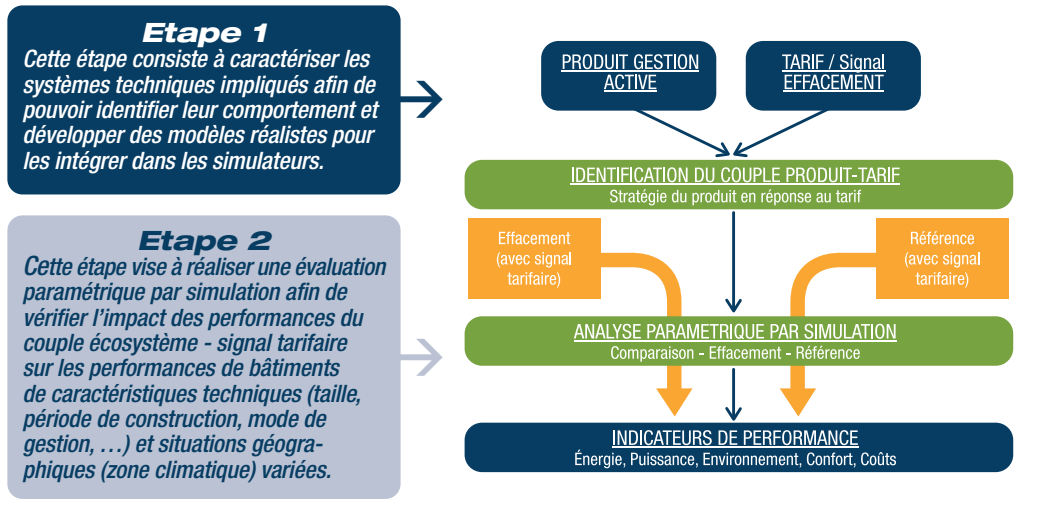 Etape 1
Cette étape consiste à caractériser les
systèmes techniques impliqués afin de
pouvoir identifier leur comportement et
développer des modèles réalistes pour
les intégrer dans les simulateurs.
Etape 2
Cette étape vise à réaliser une évaluation
paramétrique par simulation afin de
vérifier l’impact des performances du
couple écosystème - signal tarifaire
sur les performances de bâtiments
de caractéristiques techniques (taille,
période de construction, mode de
gestion, …) et situations géogra-
phiques (zone climatique) variées.
PRODUIT GESTION
ACTIVE
TARIF / Signal
EFFACEMENT
IDENTIFICATION DU COUPLE PRODUIT-TARIF
Stratégie du produit en réponse au tarif
Effacement
(avec signal
tarifaire)
Référence
(avec signal
tarifaire)
ANALYSE PARAMETRIQUE PAR SIMULATION
Comparaison - Effacement - Référence
INDICATEURS DE PERFORMANCE
Énergie, Puissance, Environnement, Confort, Coûts